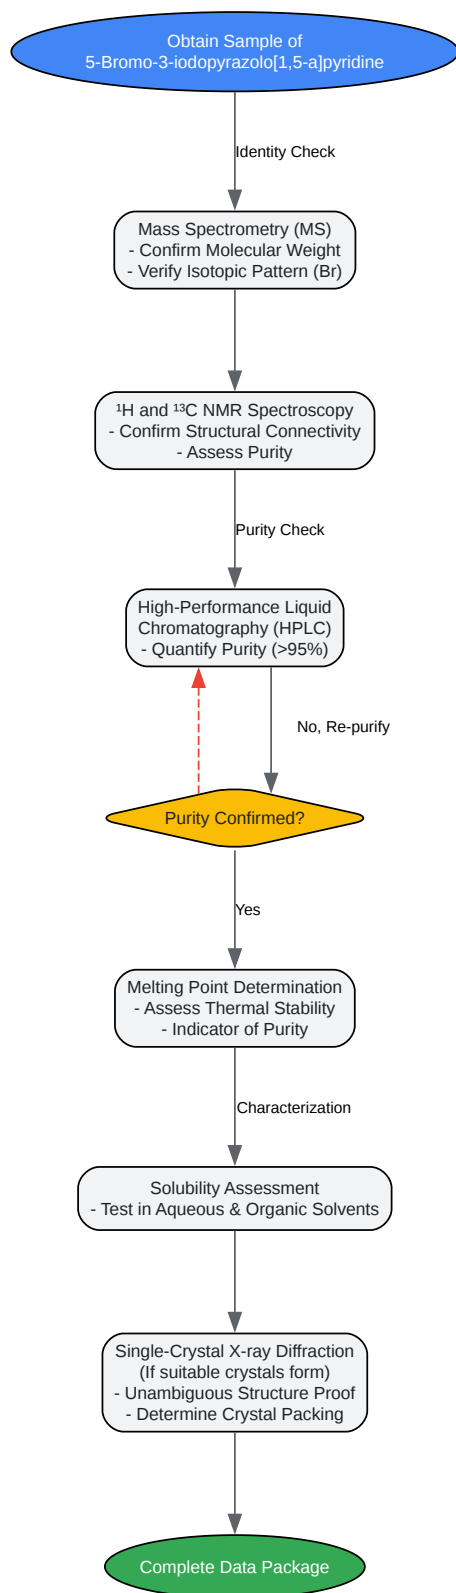 Obtain Sample of
5-Bromo-3-iodopyrazolo[1,5-a]pyridine
Identity Check
Mass Spectrometry (MS)
- Confirm Molecular Weight
- Verify Isotopic Pattern (Br)
¹H and ¹³C NMR Spectroscopy
- Confirm Structural Connectivity
- Assess Purity
Purity Check
High-Performance Liquid
Chromatography (HPLC)
- Quantify Purity (>95%)
No, Re-purify
Purity Confirmed?
Yes
Melting Point Determination
- Assess Thermal Stability
- Indicator of Purity
Characterization
Solubility Assessment
- Test in Aqueous & Organic Solvents
Single-Crystal X-ray Diffraction
(If suitable crystals form)
- Unambiguous Structure Proof
- Determine Crystal Packing
Complete Data Package